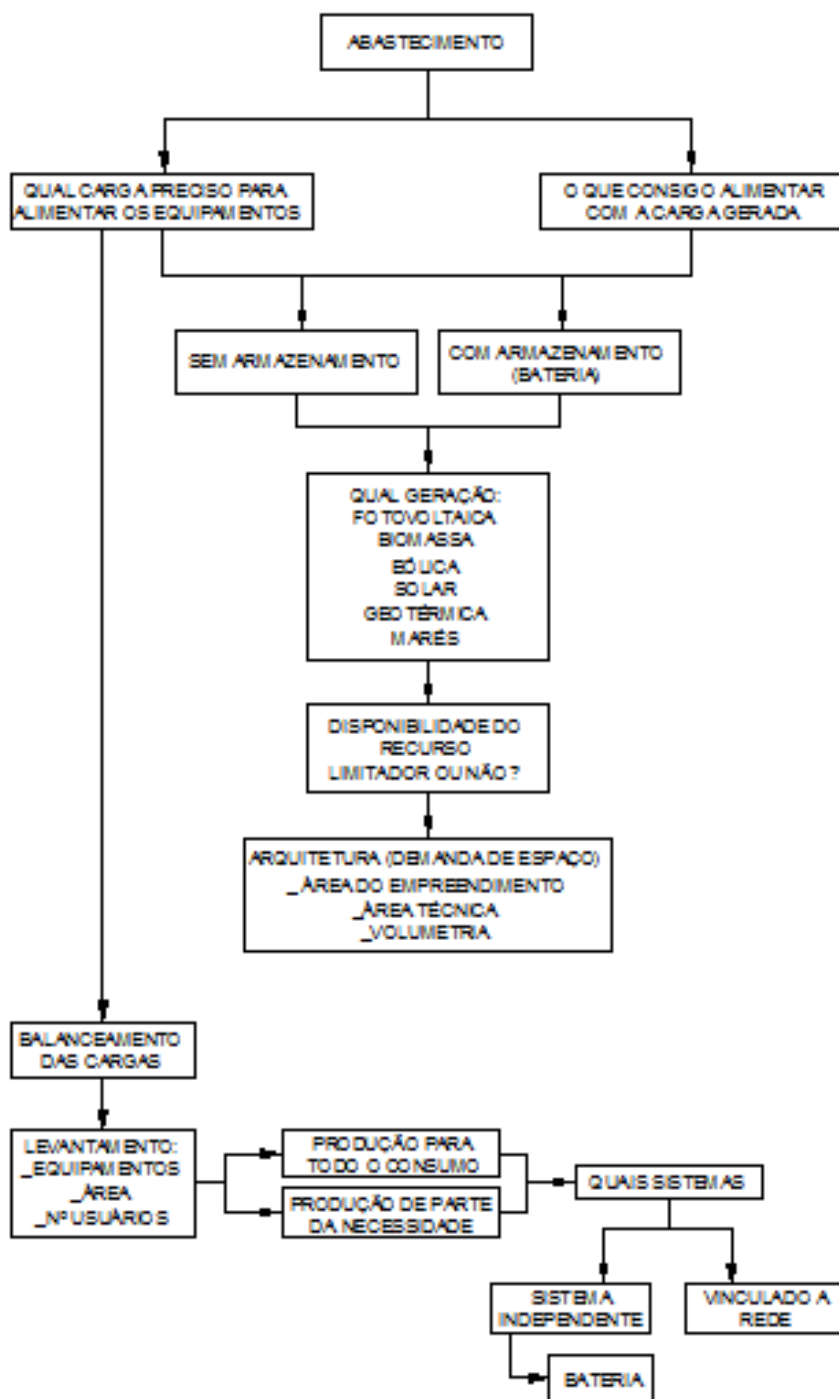 ABASTECIMENTO
QUAL CARGA PRECISO PARA
ALIMENTAR OS EQUIPAMENTOS
O QUE CONSIGO ALIMENTAR
COM A CARGA GERADA
SEM ARMAZENAMENTO
COM ARMAZENAMENTO
(BATERIA)
QUAL GERAÇÃO:
FOTOVOLTAICA
BIOMASSA
EÓLICA
SOLAR
GEOTÉRMICA
MARÉS
DISPONIBILIDADE DO
RECURSO
LIMITADOR OU NÃO?
ARQUITETURA (DEMANDA DE ESPAÇO)
_ÁREA DO EMPREENDIMENTO
_ÁREA TÉCNICA
_VOLUMETRIA
BALANCEAMENTO
DAS CARGAS
LEVANTAMENTO:
_EQUIPAMENTOS
_ÁREA
_Nº USUÁRIOS
PRODUÇÃO PARA
TODO O CONSUMO
PRODUÇÃO DE PARTE
DA NECESSIDADE
QUAIS SISTEMAS
SISTEMA
INDEPENDENTE
VINCULADO A
REDE
BATERIA